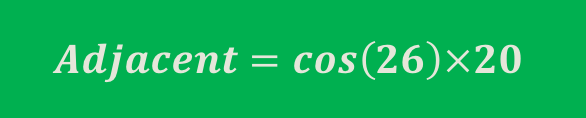 Adjacent = cos(26)×20